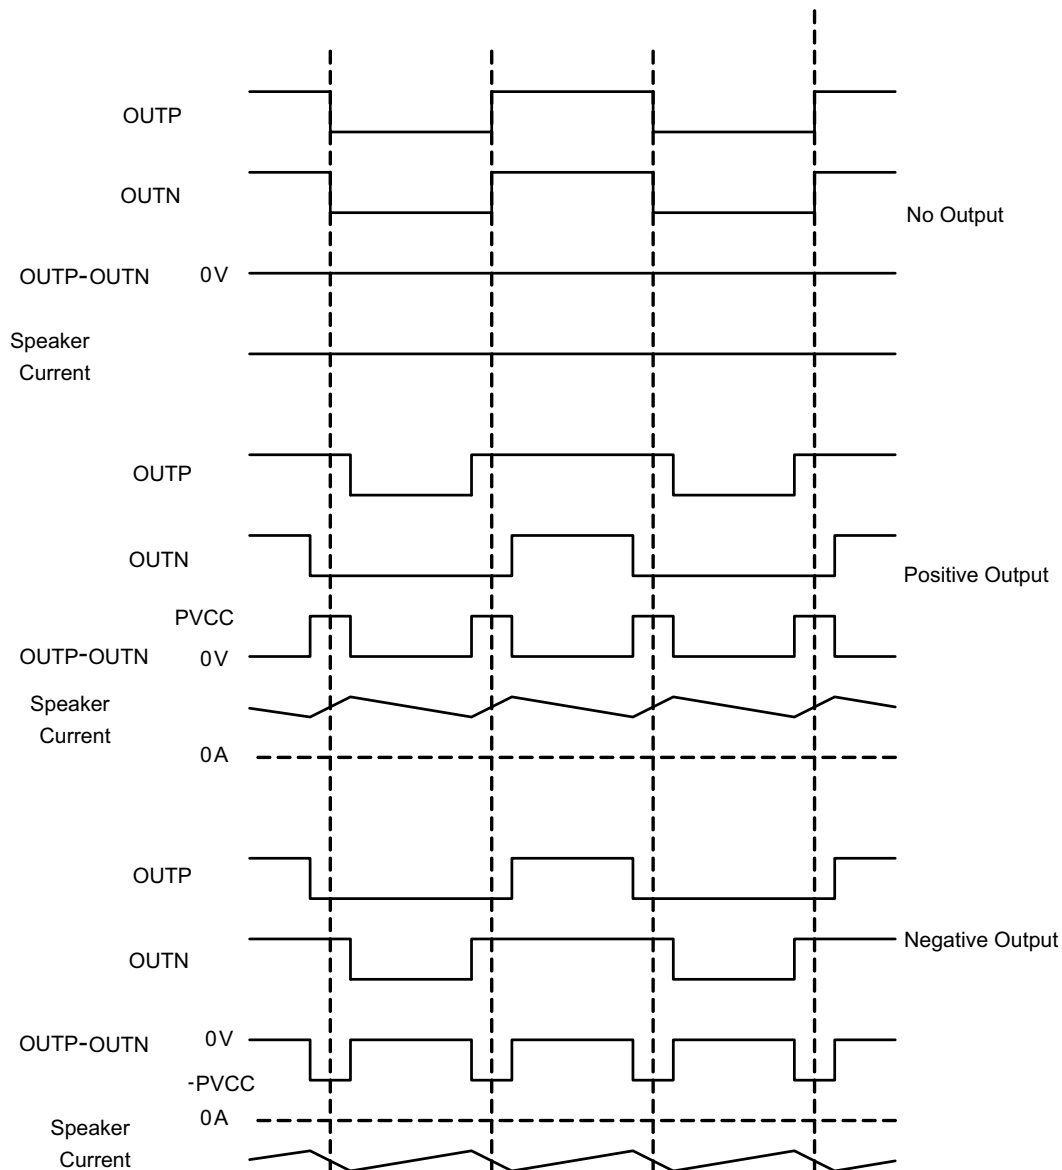 OUTP
OUTN
No Output
OUTP-OUTN 0V
Speaker
Current
OUTP
OUTN
Positive Output
PVCC
OUTP-OUTN 0V
Speaker
Current
0A
OUTP
Negative Output
OUTN
OUTP-OUTN 0V
-PVCC
0A
Speaker
Current